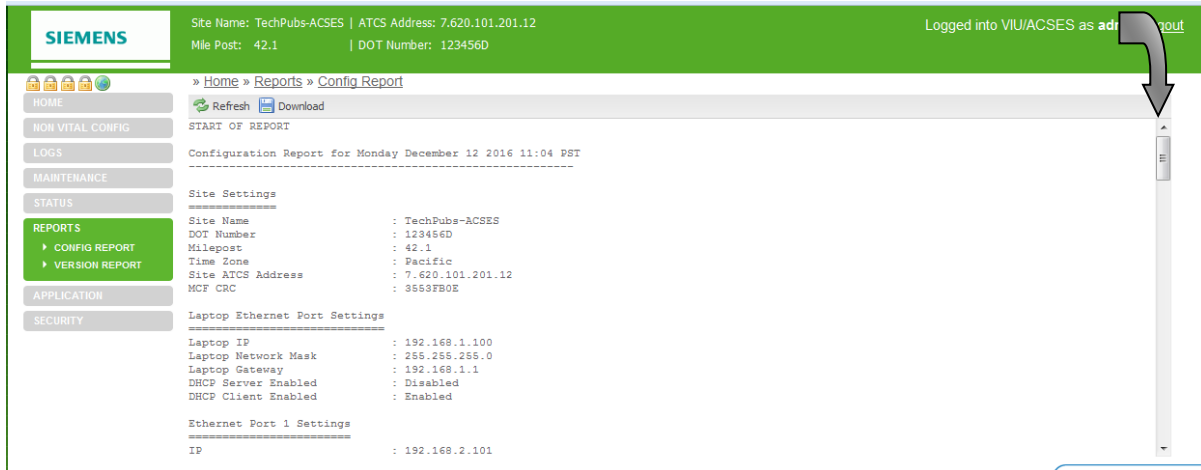 SIEMENS
Site Name: TechPubs-ACSES | ATCS Address: 7.620.101.201.12
Mile Post: 42.1 | DOT Number: 123456D
Logged into VIU/ACSES as
» Home » Reports » Config Report
Refresh Download
HOME
NON VITAL CONFIG
LOGS
MAINTENANCE
STATUS
REPORTS
CONFIG REPORT
VERSION REPORT
APPLICATION
SECURITY
START OF REPORT
Configuration Report for Monday December 12 2016 11:04 PST
---------------------------------------------------------
Site Settings
=============
Site Name : TechPubs-ACSES
DOT Number : 123456D
Milepost : 42.1
Time Zone : Pacific
Site ATCS Address : 7.620.101.201.12
MCF CRC : 3553FB0E
Laptop Ethernet Port Settings
=============================
Laptop IP : 192.168.1.100
Laptop Network Mask : 255.255.255.0
Laptop Gateway : 192.168.1.1
DHCP Server Enabled : Disabled
DHCP Client Enabled : Enabled
Ethernet Port 1 Settings
========================
IP : 192.168.2.101